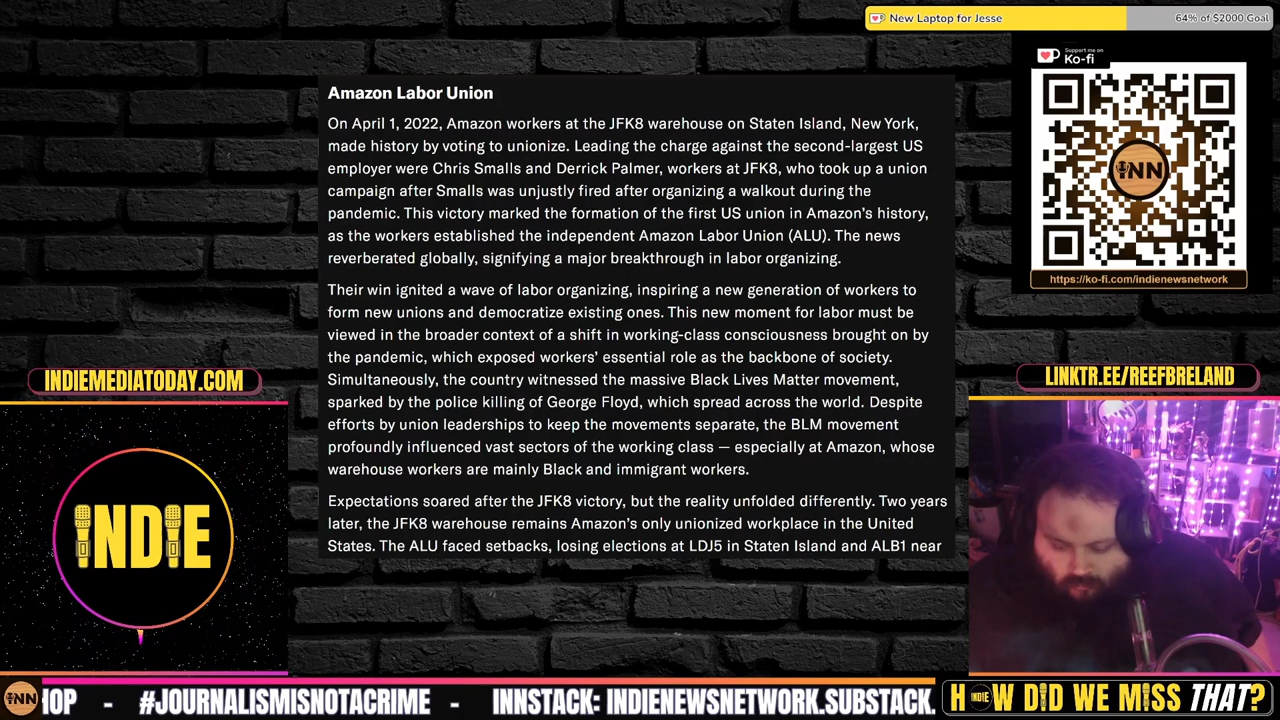 New Laptop for Jesse
64% of $2000 Goal
Support me on
Ko-fi
INN
https://ko-fi.com/indienewsnetwork
Amazon Labor Union
On April 1, 2022, Amazon workers at the JFK8 warehouse on Staten Island, New York,
made history by voting to unionize. Leading the charge against the second-largest US
employer were Chris Smalls and Derrick Palmer, workers at JFK8, who took up a union
campaign after Smalls was unjustly fired after organizing a walkout during the
pandemic. This victory marked the formation of the first US union in Amazon's history,
as the workers established the independent Amazon Labor Union (ALU). The news
reverberated globally, signifying a major breakthrough in labor organizing.
Then it ignited a wave of labor organizing, inspiring a new generation of workers to
form new unions and democratize existing ones. This new moment for labor must be
viewed in the broader context of a shift in working-class consciousness brought on by
the pandemic, which exposed workers' essential role as the backbone of society.
Simultaneously, the country witnessed the massive Black Lives Matter movement,
sparked by the police killing of George Floyd, which spread across the world. Despite
efforts by union leaderships to keep the movements separate, the BLM movement
profoundly influenced vast sectors of the working class — especially at Amazon, whose
warehouse workers are mainly Black and immigrant workers.
Expectations soared after the JFK8 victory, but the reality unfolded differently. Two years
later, the JFK8 warehouse remains Amazon's only unionized workplace in the United
States. The ALU faced setbacks, losing elections at LDJ5 in Staten Island and ALB1 near
INDIEMEDIATODAY.COM
LINKTR.EE/REEFBRELAND
INDIE
INN
HOP - #JOURNALISMISNOTACRIME - INNSTACK: INDIENEWSNETWORK.SUBSTACK.
HOW DID WE MISS THAT?